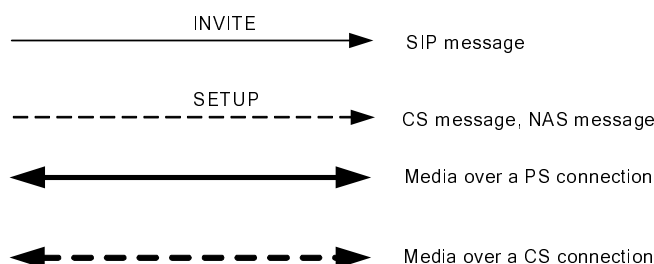 INVITE
SIP message
SETUP
CS message, NAS message
Media over a PS connection
Media over a CS connection